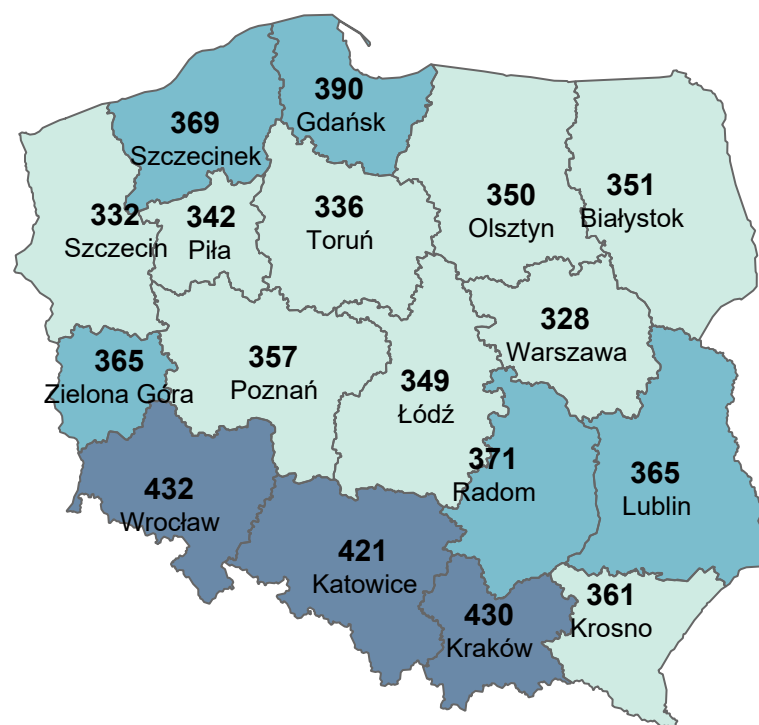 390
Gdańsk
369
Szczecinek
332
Szczecin
342
Piła
336
Toruń
350
Olsztyn
351
Białystok
365
Zielona Góra
357
Poznań
349
Łódź
328
Warszawa
432
Wrocław
421
Katowice
371
Radom
365
Lublin
430
Kraków
361
Krosno